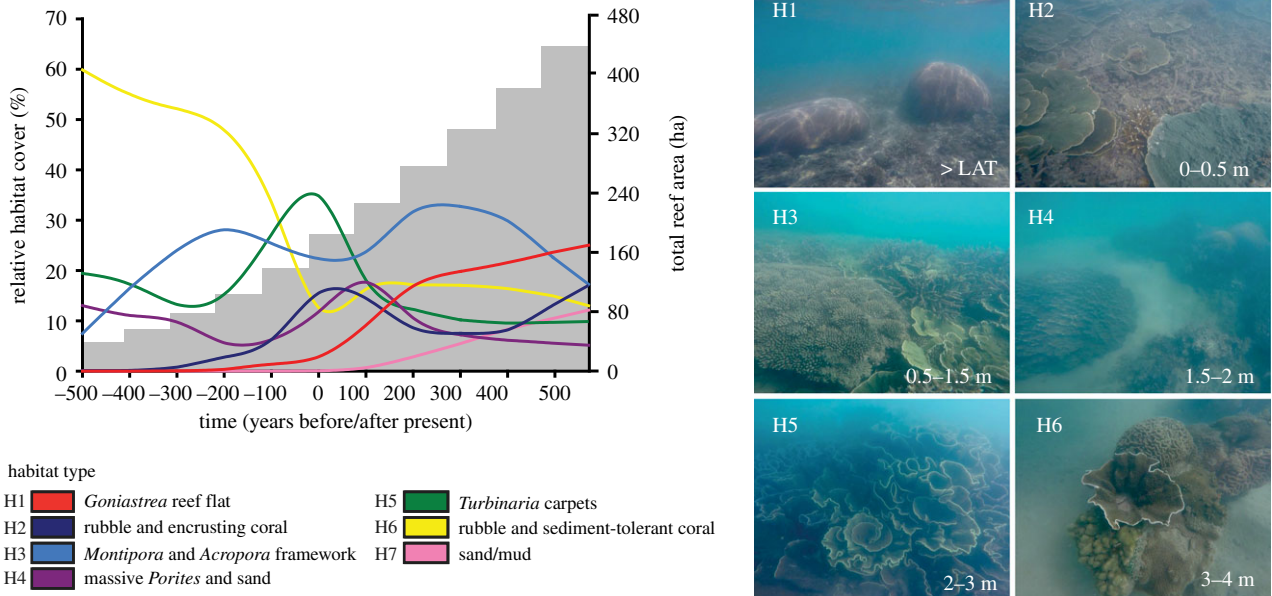 70
60
50
40
30
20
10
0
relative habitat cover (%)
480
400
320
240
160
80
0
total reef area (ha)
–500 –400 –300 –200 –100 0 100 200 300 400 500
time (years before/after present)
habitat type
H1 Goniastrea reef flat
H2 rubble and encrusting coral
H3 Montipora and Acropora framework
H4 massive Porites and sand
H5 Turbinaria carpets
H6 rubble and sediment-tolerant coral
H7 sand/mud
H1
> LAT
H2
0–0.5 m
H3
0.5–1.5 m
H4
1.5–2 m
H5
2–3 m
H6
3–4 m